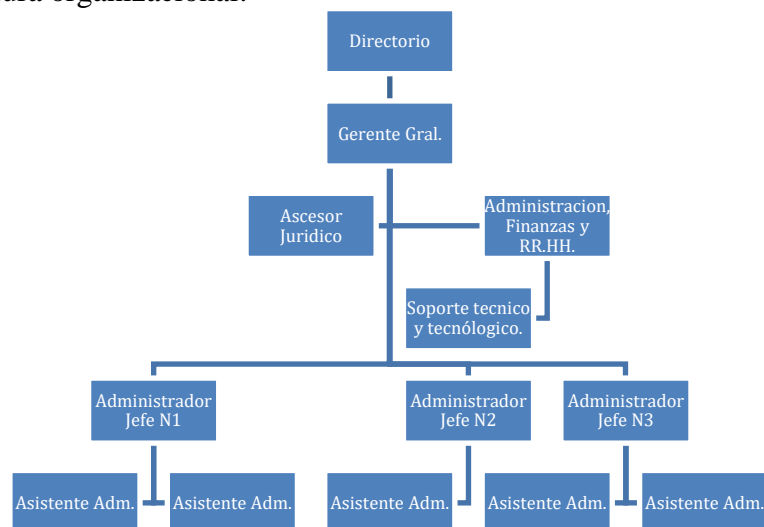 organizacional.
Directorio
Gerente Gral.
Ascesor
Juridico
Administracion,
Finanzas y
RR.HH.
Soporte tecnico
y tecnólogico.
Administrador
Jefe N1
Administrador
Jefe N2
Administrador
Jefe N3
Asistente Adm.
Asistente Adm.
Asistente Adm.
Asistente Adm.
Asistente Adm.